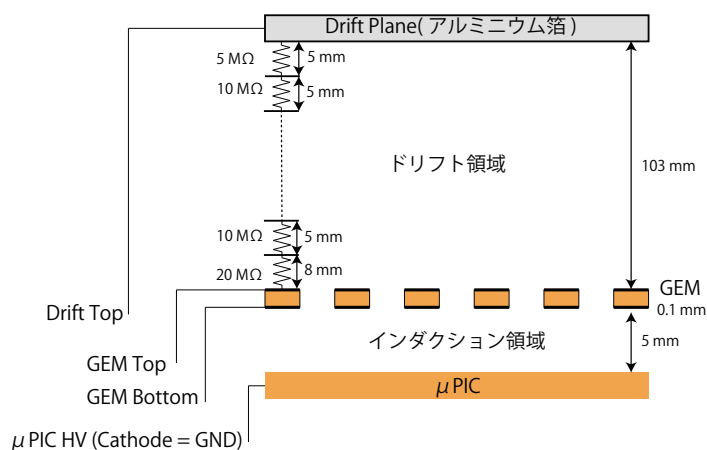 Drift Plane( アルミニウム箔 )
5 MΩ
5 mm
10 MΩ
5 mm
ドリフト領域
103 mm
10 MΩ
5 mm
20 MΩ
8 mm
GEM
0.1 mm
Drift Top
インダクション領域
5 mm
GEM Top
GEM Bottom
μ PIC
μ PIC HV (Cathode = GND)